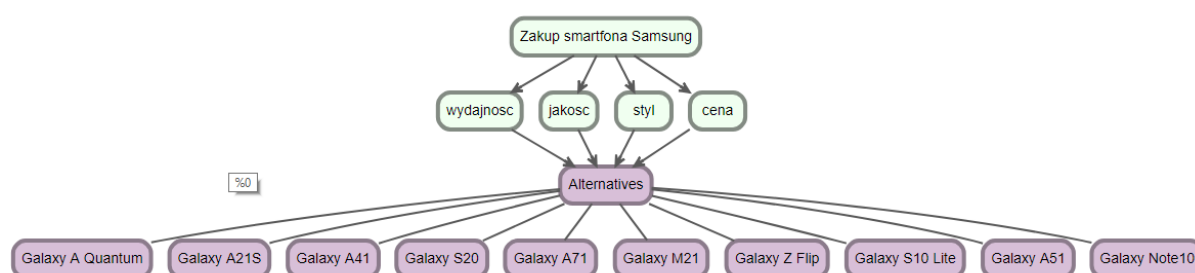 Zakup smartfona Samsung
wydajnosc
jakosc
styl
cena
Alternatives
%0
Galaxy A Quantum
Galaxy A21S
Galaxy A41
Galaxy S20
Galaxy A71
Galaxy M21
Galaxy Z Flip
Galaxy S10 Lite
Galaxy A51
Galaxy Note10